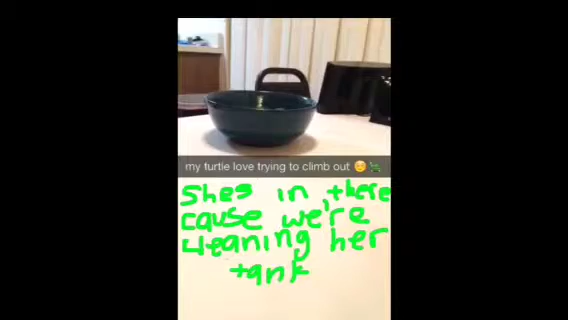 my turtle love trying to climb out ☺️🐛
Shes in there
cause we're
cleaning her
tank